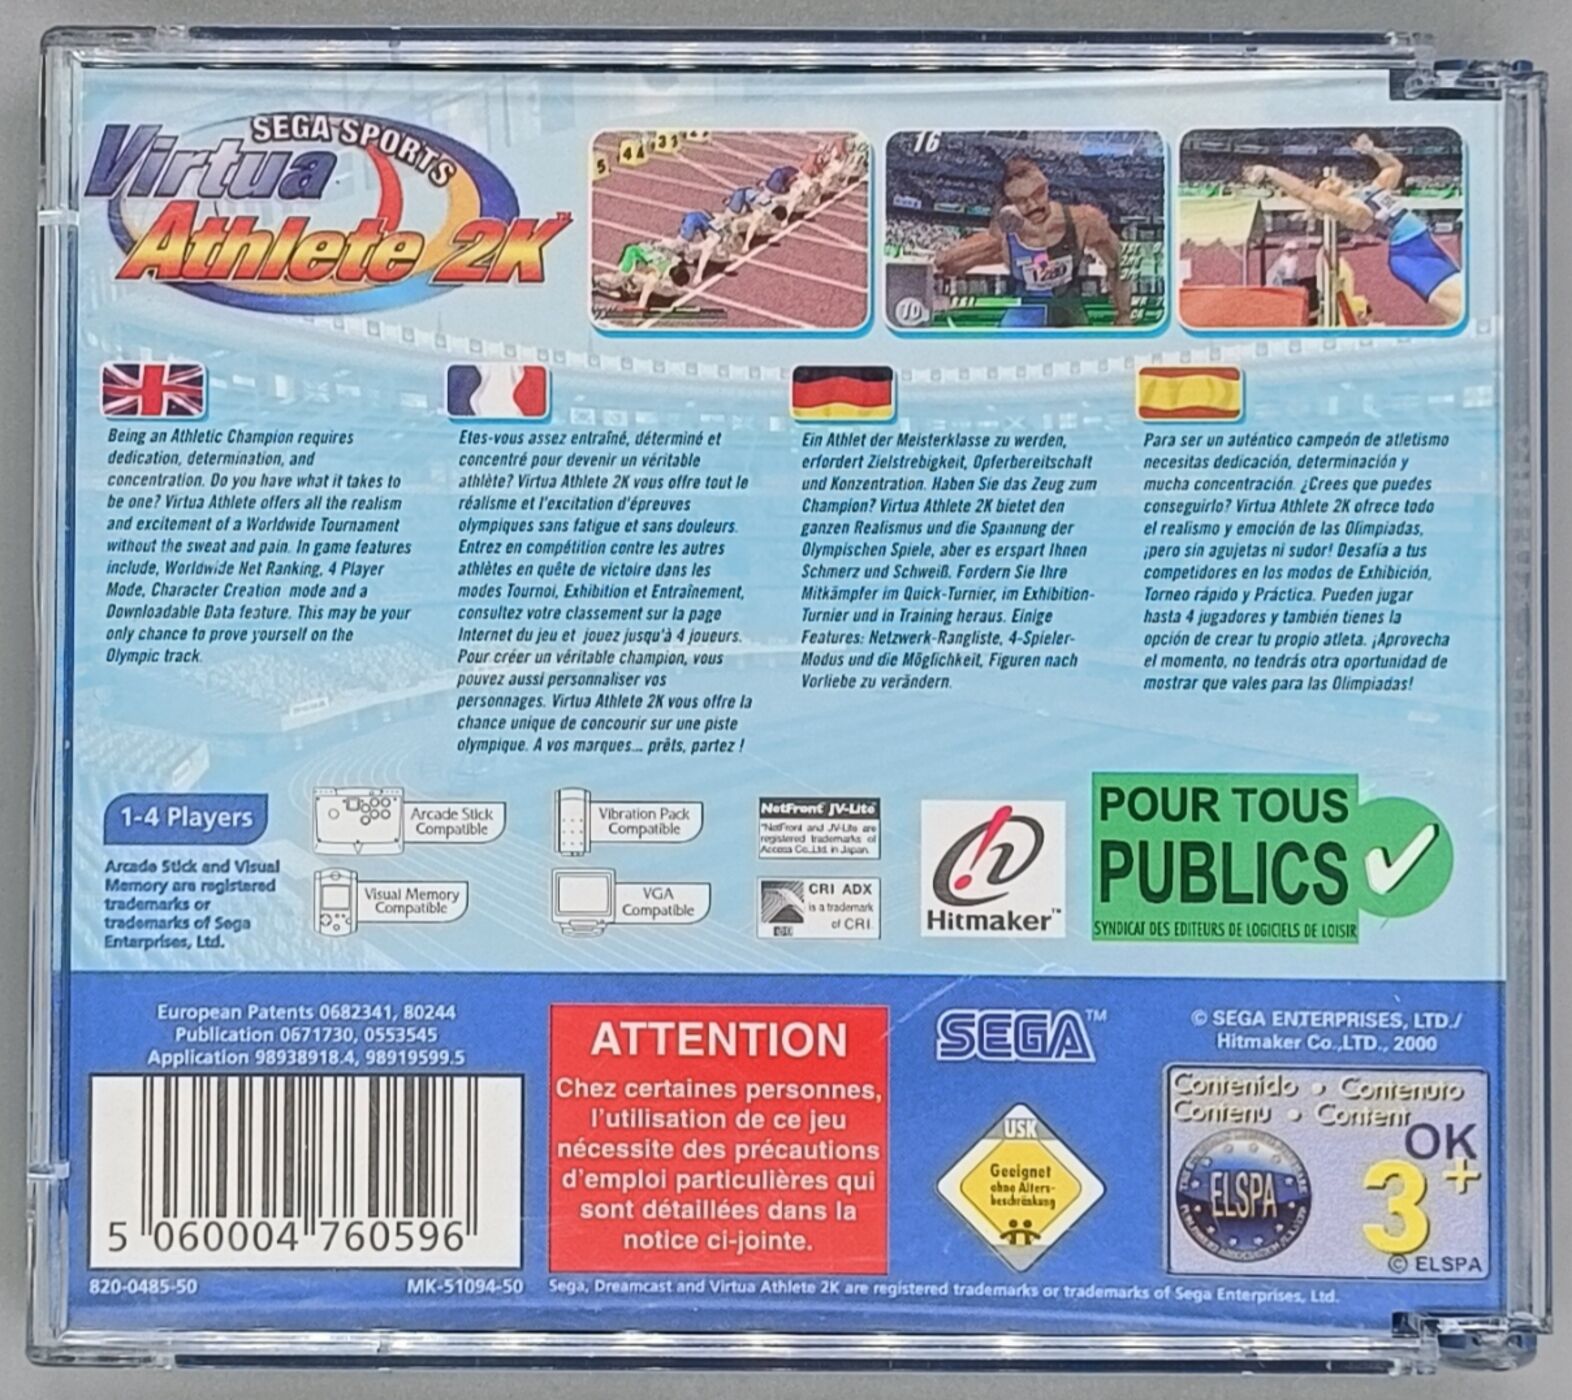 SEGA SPORTS
Virtua
Athlete 2K™
16
Being an Athletic Champion requires
dedication, determination, and
concentration. Do you have what it takes to
be one? Virtua Athlete offers all the realism
and excitement of a Worldwide Tournament
without the sweat and pain. In game features
include, Worldwide Net Ranking, 4 Player
Mode, Character Creation mode and a
Downloadable Data feature. This may be your
only chance to prove yourself on the
Olympic track.
Etes-vous assez entraîné, déterminé et
concentré pour devenir un véritable
athlète? Virtua Athlete 2K vous offre tout le
réalisme et l'excitation d'épreuves
olympiques sans fatigue et sans douleurs.
Entrez en compétition contre les autres
athlètes en quête de victoire dans les
modes Tournoi, Exhibition et Entraînement,
consultez votre classement sur la page
Internet du jeu et jouez jusqu'à 4 joueurs.
Pour créer un véritable champion, vous
pouvez aussi personnaliser vos
personnages. Virtua Athlete 2K vous offre la
chance unique de concourir sur une piste
olympique. A vos marques... prêts, partez !
Ein Athlet der Meisterklasse zu werden,
erfordert Zielstrebigkeit, Opferbereitschaft
und Konzentration. Haben Sie das Zeug zum
Champion? Virtua Athlete 2K bietet den
ganzen Realismus und die Spannung der
Olympischen Spiele, aber es erspart Ihnen
Schmerz und Schweiß. Fordern Sie Ihre
Mitkämpfer im Quick-Turnier, im Exhibition-
Turnier und in Training heraus. Einige
Features: Netzwerk-Rangliste, 4-Spieler-
Modus und die Möglichkeit, Figuren nach
Vorliebe zu verändern.
Para ser un auténtico campeón de atletismo
necesitas dedicación, determinación y
mucha concentración. ¿Crees que puedes
conseguirlo? Virtua Athlete 2K ofrece todo
el realismo y emoción de las Olimpiadas,
¡pero sin agujetas ni sudor! Desafía a tus
competidores en los modos de Exhibición,
Torneo rápido y Práctica. Pueden jugar
hasta 4 jugadores y también tienes la
opción de crear tu propio atleta. ¡Aprovecha
el momento, no tendrás otra oportunidad de
mostrar que vales para las Olimpiadas!
1-4 Players
Arcade Stick and Visual
Memory are registered
trademarks or
trademarks of Sega
Enterprises, Ltd.
Arcade Stick
Compatible
Vibration Pack
Compatible
Visual Memory
Compatible
VGA
Compatible
NetFront JV-Lite
"NetFront and JV-Lite are
registered trademarks of
Access Co.,Ltd. in Japan.
CRI ADX
is a trademark
of CRI.
Hitmaker™
POUR TOUS
PUBLICS
SYNDICAT DES EDITEURS DE LOGICIELS DE LOISIR
European Patents 0682341, 80244
Publication 0671730, 0553545
Application 98938918.4, 98919599.5
5 060004 760596
820-0485-50
MK-51094-50
ATTENTION
Chez certaines personnes,
l'utilisation de ce jeu
nécessite des précautions
d'emploi particulières qui
sont détaillées dans la
notice ci-jointe.
SEGA™
© SEGA ENTERPRISES, LTD./
Hitmaker Co.,LTD., 2000
USK
Geeignet
ohne Alters-
beschränkung
Contenido • Contenuto
Contenu • Content
OK
3+
ELSPA
© ELSPA
Sega, Dreamcast and Virtua Athlete 2K are registered trademarks or trademarks of Sega Enterprises, Ltd.